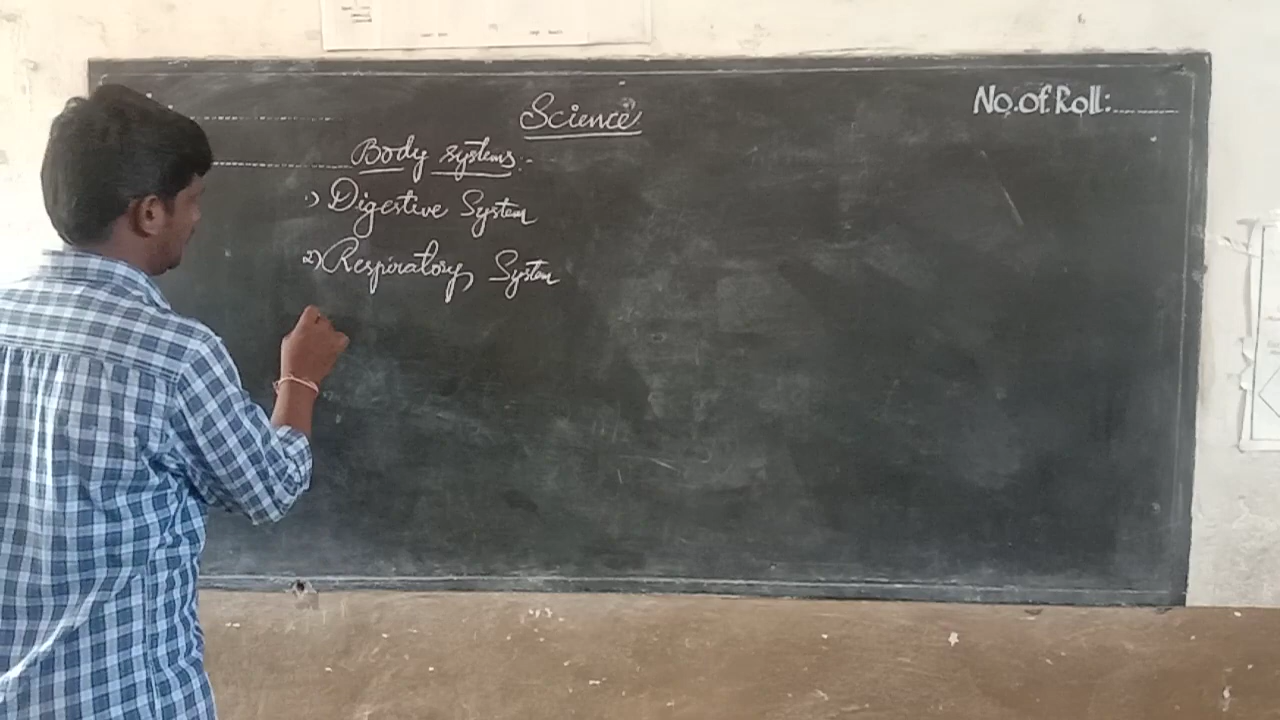 Science
No.of.Roll:
Body systems:-
1) Digestive System
2) Respiratory System